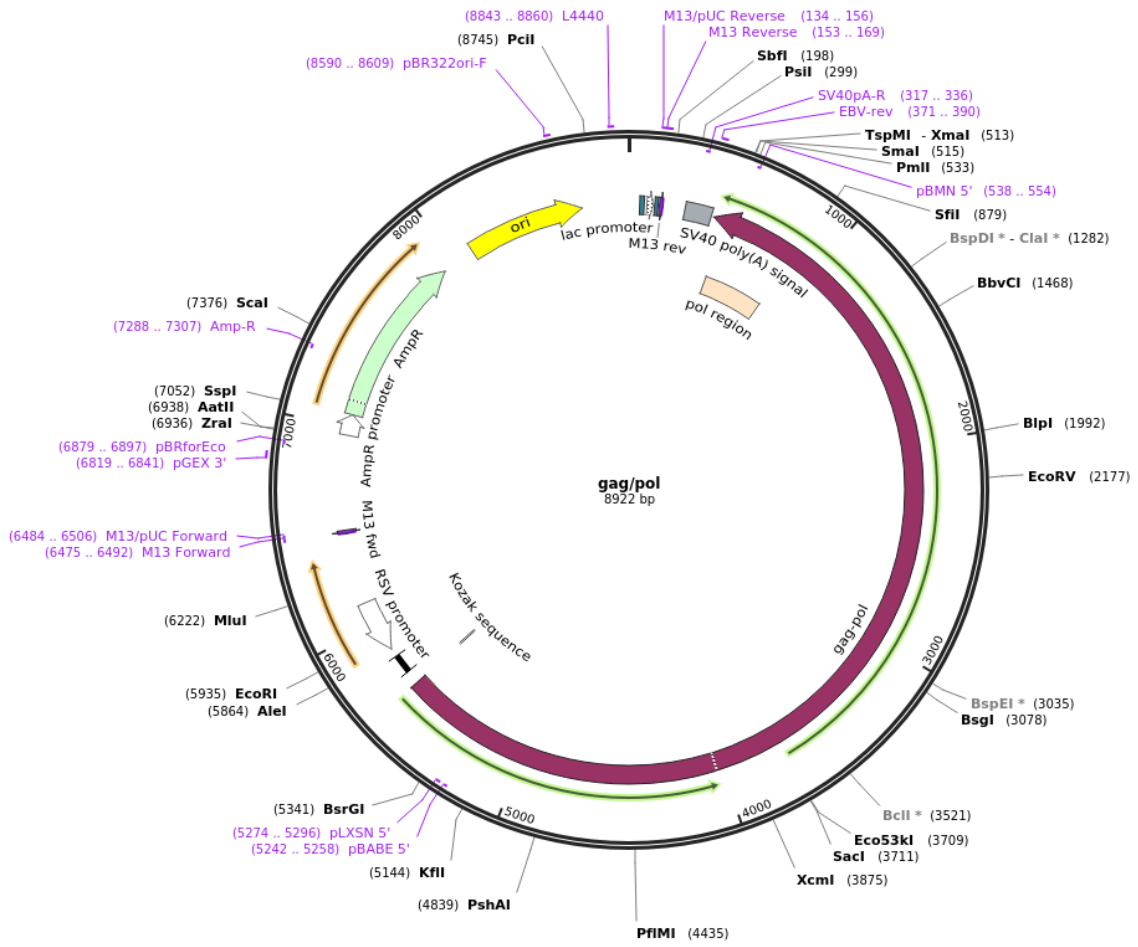 (8843 .. 8860) L4440
(8745) PciI
(8590 .. 8609) pBR322ori-F
M13/pUC Reverse (134 .. 156)
M13 Reverse (153 .. 169)
SbfI (198)
PsiI (299)
SV40pA-R (317 .. 336)
EBV-rev (371 .. 390)
TspMI - XmaI (513)
SmaI (515)
PmlI (533)
pBMN 5' (538 .. 554)
SfiI (879)
BspDI * - ClaI * (1282)
BbvCI (1468)
BlpI (1992)
EcoRV (2177)
BspEI * (3035)
BsgI (3078)
BclI * (3521)
Eco53kI (3709)
SacI (3711)
XcmI (3875)
PflMI (4435)
(4839) PshAI
(5144) KflI
(5242 .. 5258) pBABE 5'
(5274 .. 5296) pLXSN 5'
(5341) BsrGI
(5864) AleI
(5935) EcoRI
(6222) MluI
(6475 .. 6492) M13 Forward
(6484 .. 6506) M13/pUC Forward
(6819 .. 6841) pGEX 3'
(6879 .. 6897) pBRforEco
(6936) ZraI
(6938) AatII
(7052) SspI
(7288 .. 7307) Amp-R
(7376) ScaI
1000
2000
3000
4000
5000
6000
7000
8000
ori
lac promoter
M13 rev
SV40 poly(A) signal
pol region
gag-pol
Kozak sequence
RSV promoter
M13 fwd
AmpR promoter
AmpR
gag/pol
8922 bp